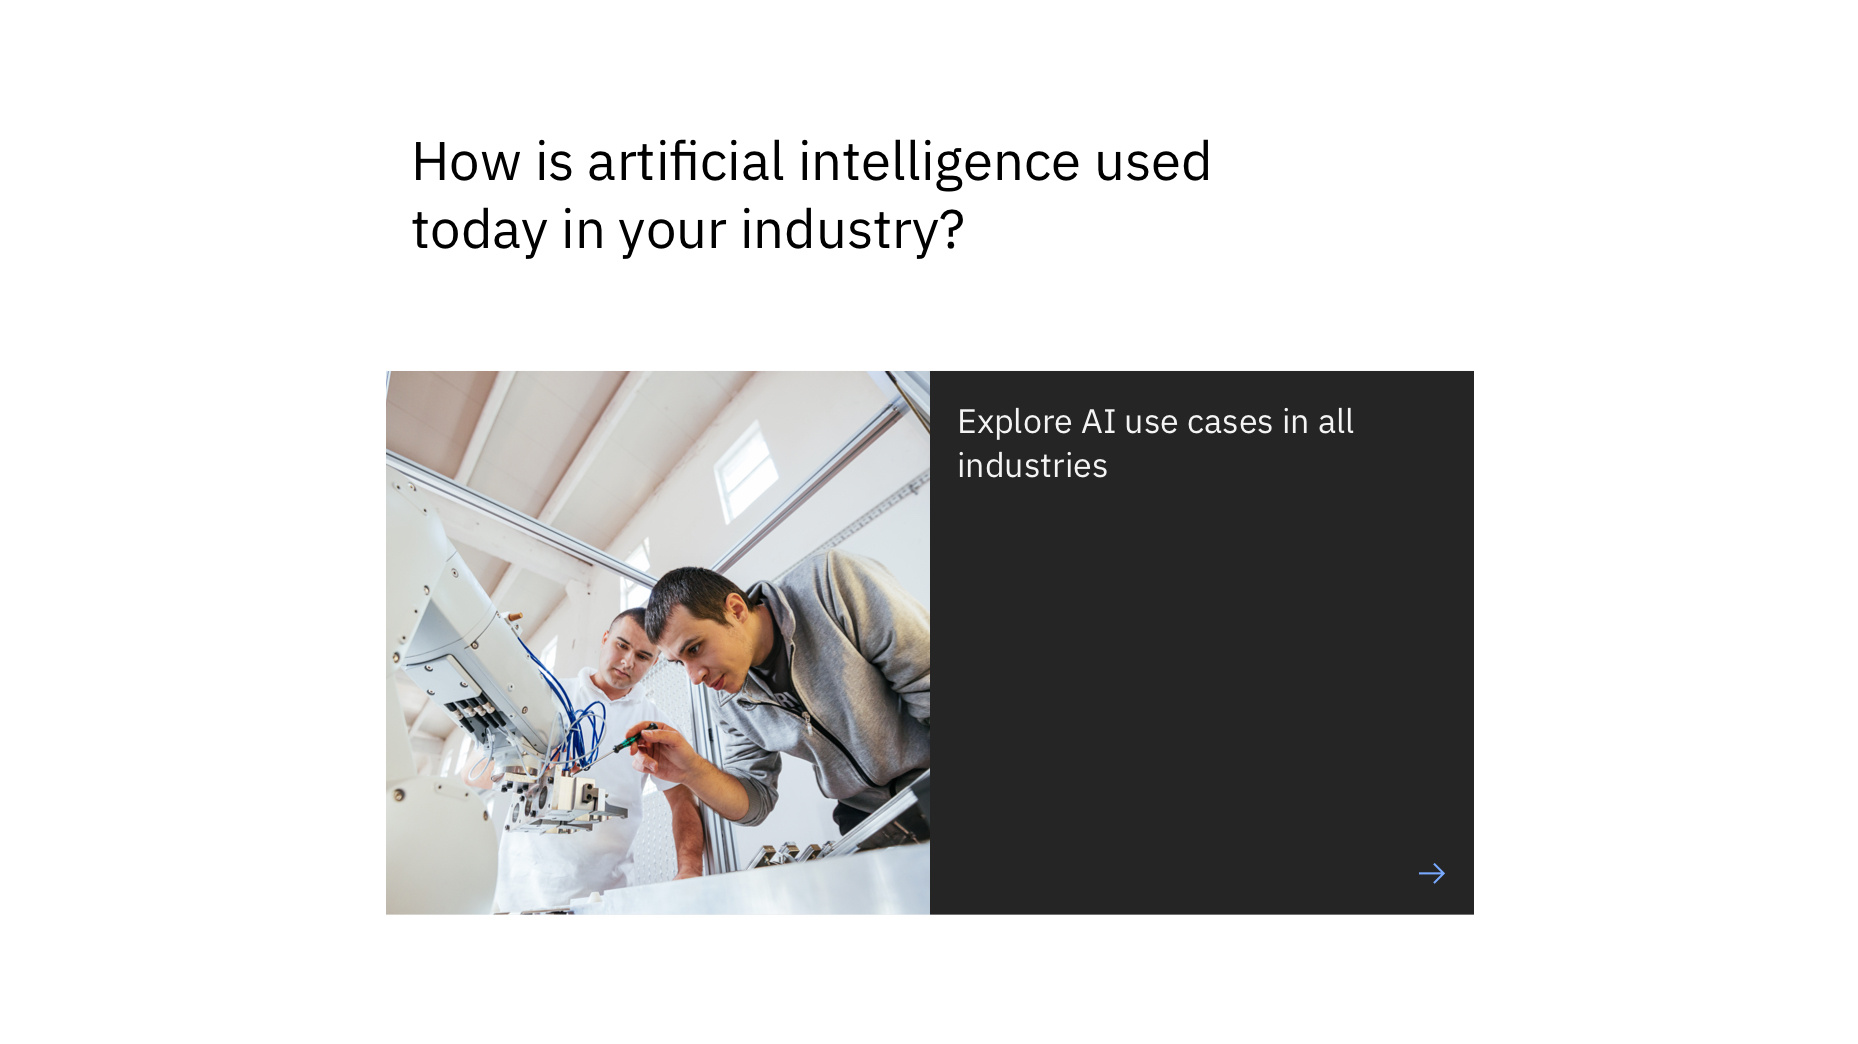 How is artificial intelligence used
today in your industry?
Explore AI use cases in all
industries